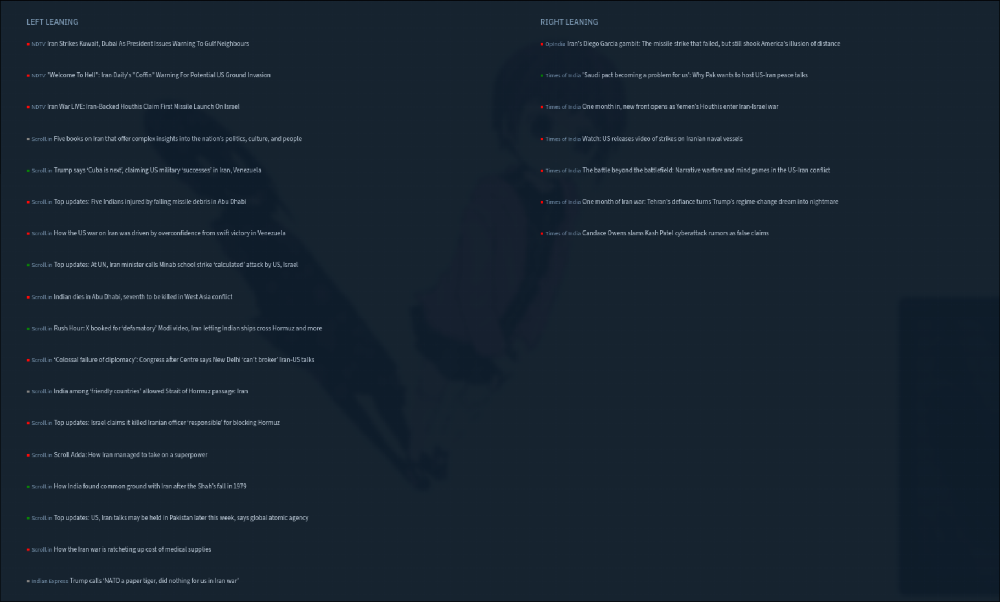 LEFT LEANING
NDTV Iran Strikes Kuwait, Dubai As President Issues Warning To Gulf Neighbours
NDTV "Welcome To Hell": Iran Daily's "Coffin" Warning For Potential US Ground Invasion
NDTV Iran War LIVE: Iran-Backed Houthis Claim First Missile Launch On Israel
Scroll.in Five books on Iran that offer complex insights into the nation’s politics, culture, and people
Scroll.in Trump says ‘Cuba is next’, claiming US military ‘successes’ in Iran, Venezuela
Scroll.in Top updates: Five Indians injured by falling missile debris in Abu Dhabi
Scroll.in How the US war on Iran was driven by overconfidence from swift victory in Venezuela
Scroll.in Top updates: At UN, Iran minister calls Minab school strike ‘calculated’ attack by US, Israel
Scroll.in Indian dies in Abu Dhabi, seventh to be killed in West Asia conflict
Scroll.in Rush Hour: X booked for ‘defamatory’ Modi video, Iran letting Indian ships cross Hormuz and more
Scroll.in ‘Colossal failure of diplomacy’: Congress after Centre says New Delhi ‘can’t broker’ Iran-US talks
Scroll.in India among ‘friendly countries’ allowed Strait of Hormuz passage: Iran
Scroll.in Top updates: Israel claims it killed Iranian officer ‘responsible’ for blocking Hormuz
Scroll.in Scroll Adda: How Iran managed to take on a superpower
Scroll.in How India found common ground with Iran after the Shah’s fall in 1979
Scroll.in Top updates: US, Iran talks may be held in Pakistan later this week, says global atomic agency
Scroll.in How the Iran war is ratcheting up cost of medical supplies
Indian Express Trump calls ‘NATO a paper tiger, did nothing for us in Iran war’
RIGHT LEANING
OpIndia Iran’s Diego Garcia gambit: The missile strike that failed, but still shook America’s illusion of distance
Times of India 'Saudi pact becoming a problem for us': Why Pak wants to host US-Iran peace talks
Times of India One month in, new front opens as Yemen's Houthis enter Iran-Israel war
Times of India Watch: US releases video of strikes on Iranian naval vessels
Times of India The battle beyond the battlefield: Narrative warfare and mind games in the US-Iran conflict
Times of India One month of Iran war: Tehran's defiance turns Trump's regime-change dream into nightmare
Times of India Candace Owens slams Kash Patel cyberattack rumors as false claims